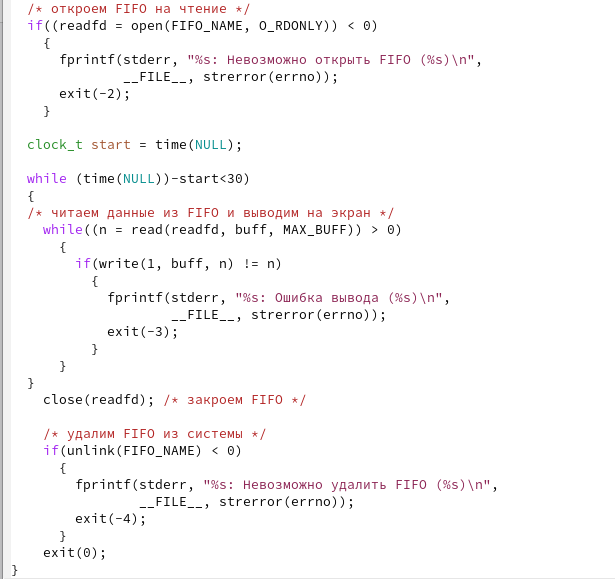 /* откроем FIFO на чтение */
if((readfd = open(FIFO_NAME, O_RDONLY)) < 0)
{
fprintf(stderr, "%s: Невозможно открыть FIFO (%s)\n",
__FILE__, strerror(errno));
exit(-2);
}
clock_t start = time(NULL);
while (time(NULL))-start<30)
{
/* читаем данные из FIFO и выводим на экран */
while((n = read(readfd, buff, MAX_BUFF)) > 0)
{
if(write(1, buff, n) != n)
{
fprintf(stderr, "%s: Ошибка вывода (%s)\n",
__FILE__, strerror(errno));
exit(-3);
}
}
}
close(readfd); /* закроем FIFO */
/* удалим FIFO из системы */
if(unlink(FIFO_NAME) < 0)
{
fprintf(stderr, "%s: Невозможно удалить FIFO (%s)\n",
__FILE__, strerror(errno));
exit(-4);
}
exit(0);
}